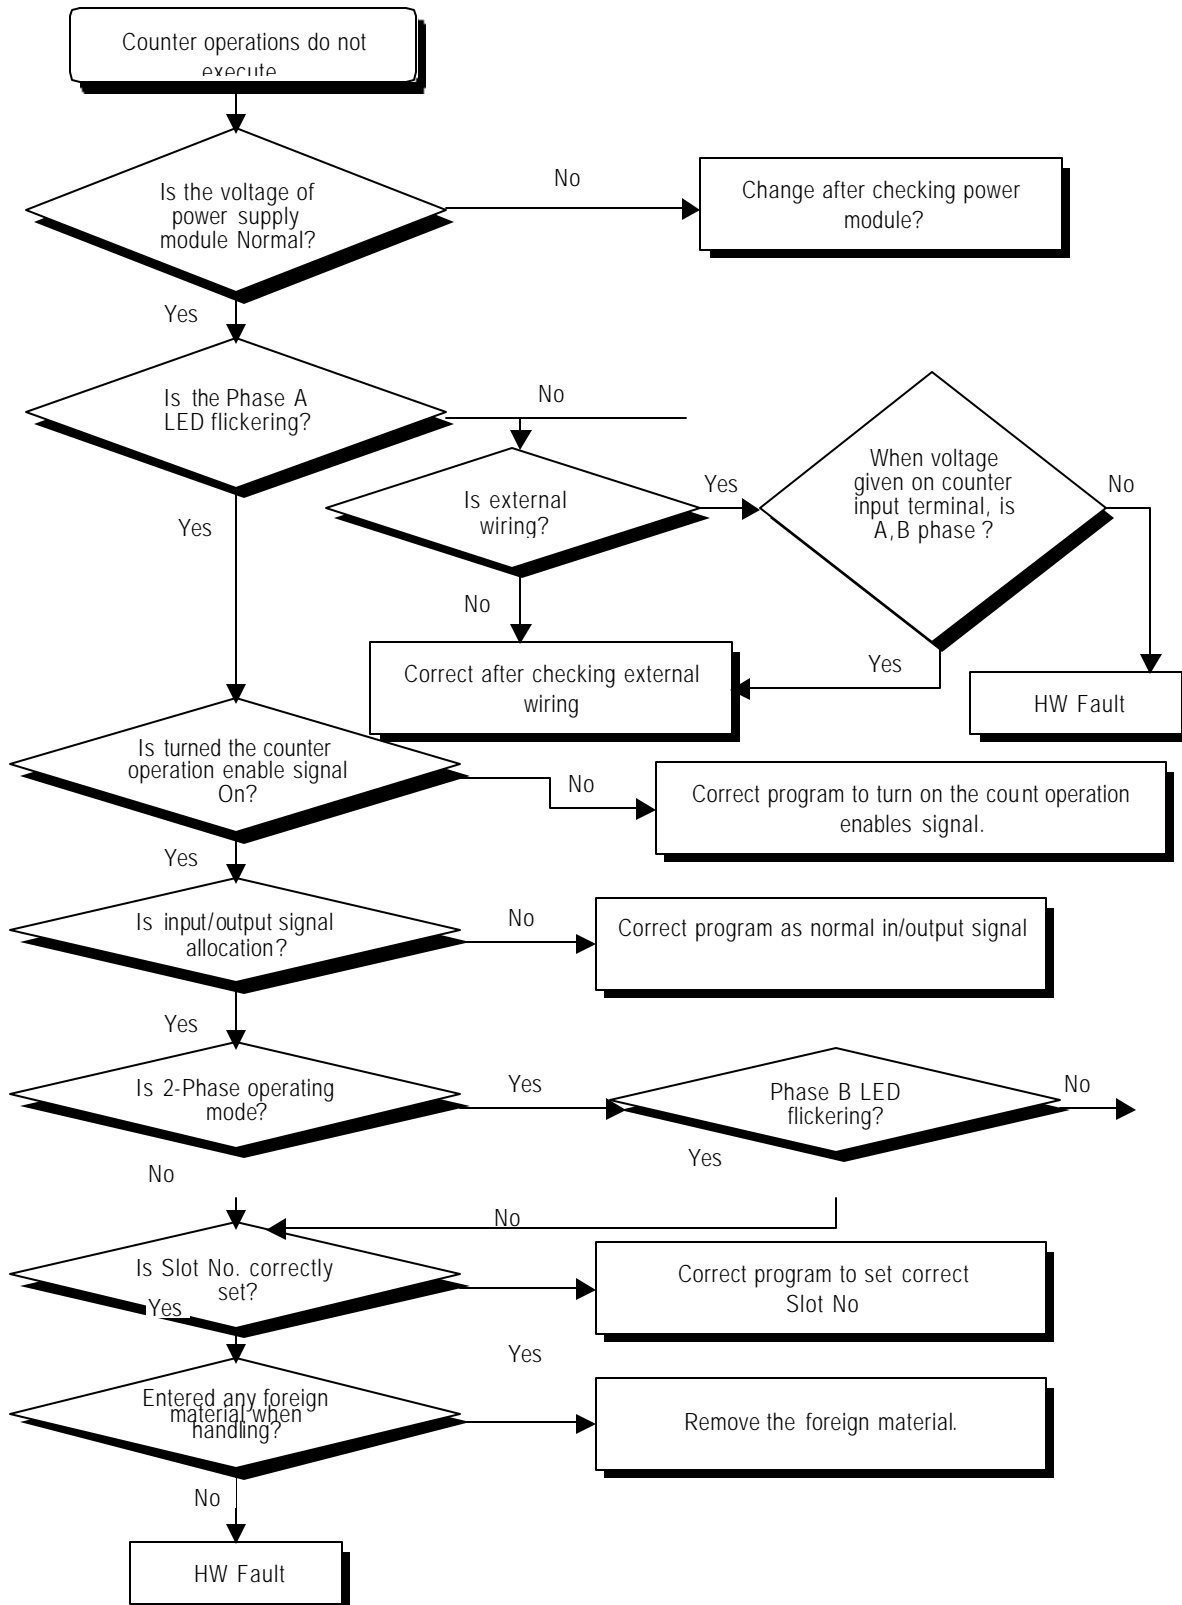 Counter operations do not
execute
Is the voltage of
power supply
module Normal?
No
Change after checking power
module?
Yes
Is the Phase A
LED flickering?
No
Is external
wiring?
Yes
When voltage
given on counter
input terminal, is
A,B phase ?
No
Yes
No
Correct after checking external
wiring
Yes
HW Fault
Is turned the counter
operation enable signal
On?
No
Correct program to turn on the count operation
enables signal.
Yes
Is input/output signal
allocation?
No
Correct program as normal in/output signal
Yes
Is 2-Phase operating
mode?
Yes
Phase B LED
flickering?
No
Yes
No
No
Is Slot No. correctly
set?
Yes
Correct program to set correct
Slot No
Yes
Entered any foreign
material when
handling?
Remove the foreign material.
No
HW Fault